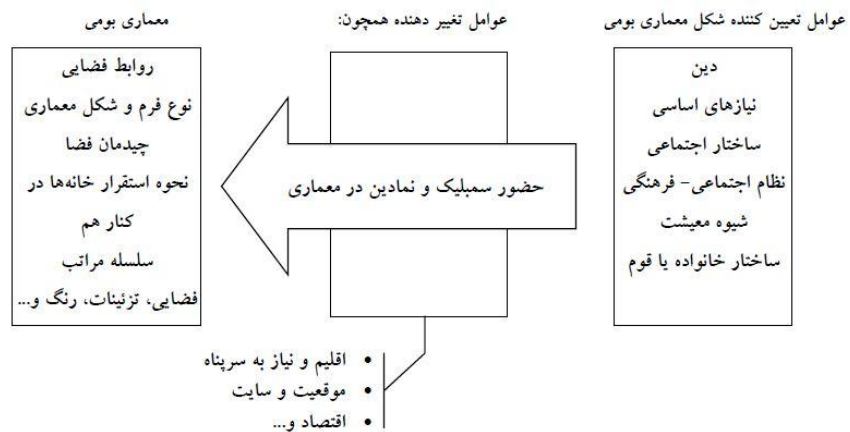 عوامل تعیین کننده شکل معماری بومی
دین
نیازهای اساسی
ساختار اجتماعی
نظام اجتماعی- فرهنگی
شیوه معیشت
ساختار خانواده یا قوم
عوامل تغییر دهنده همچون:
حضور سمبلیک و نمادین در معماری
• اقلیم و نیاز به سرپناه
• موقعیت و سایت
• اقتصاد و...
معماری بومی
روابط فضایی
نوع فرم و شکل معماری
چیدمان فضا
نحوه استقرار خانه‌ها در
کنار هم
سلسله مراتب
فضایی، تزئینات، رنگ و...